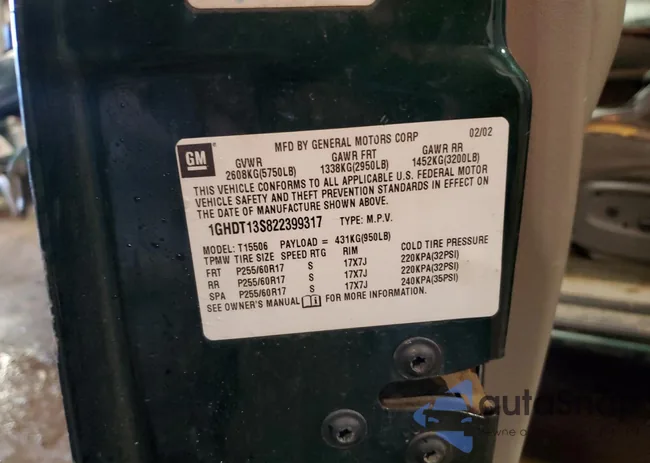 GM
MFD BY GENERAL MOTORS CORP 02/02
GVWR GAWR FRT GAWR RR
2608KG(5750LB) 1338KG(2950LB) 1452KG(3200LB)
THIS VEHICLE CONFORMS TO ALL APPLICABLE U.S. FEDERAL MOTOR
VEHICLE SAFETY AND THEFT PREVENTION STANDARDS IN EFFECT ON
THE DATE OF MANUFACTURE SHOWN ABOVE.
1GHDT13S822399317 TYPE: M.P.V.
MODEL: T15506 PAYLOAD = 431KG(950LB)
TPMW TIRE SIZE SPEED RTG RIM COLD TIRE PRESSURE
FRT P255/60R17 S 17X7J 220KPA(32PSI)
RR P255/60R17 S 17X7J 220KPA(32PSI)
SPA P255/60R17 S 17X7J 240KPA(35PSI)
SEE OWNER'S MANUAL FOR MORE INFORMATION.